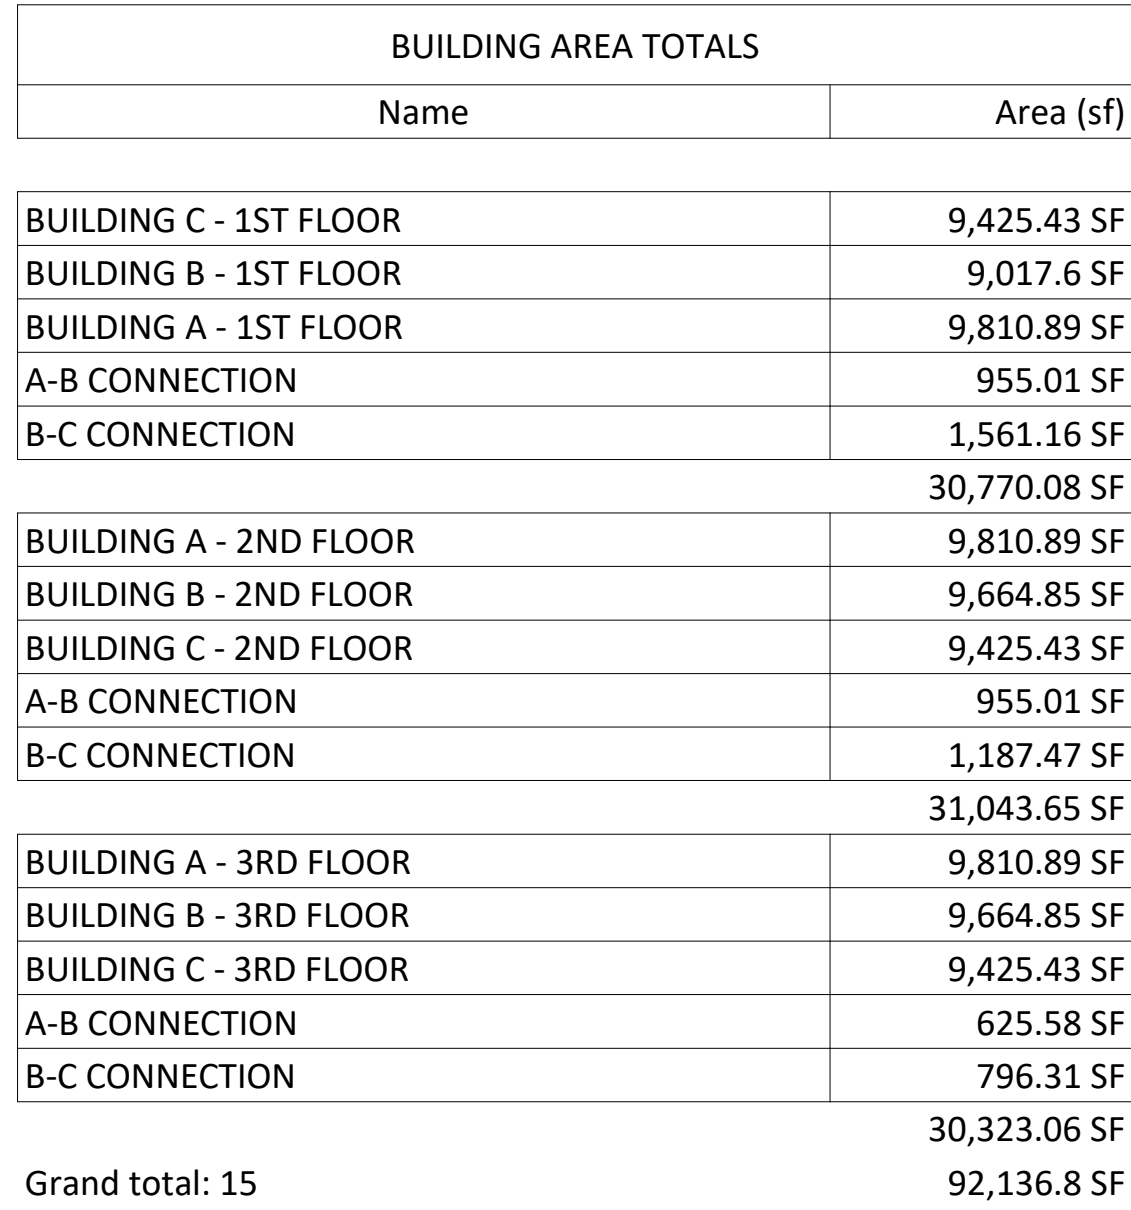 BUILDING AREA TOTALS
Name Area (sf)
BUILDING C - 1ST FLOOR 9,425.43 SF
BUILDING B - 1ST FLOOR 9,017.6 SF
BUILDING A - 1ST FLOOR 9,810.89 SF
A-B CONNECTION 955.01 SF
B-C CONNECTION 1,561.16 SF
30,770.08 SF
BUILDING A - 2ND FLOOR 9,810.89 SF
BUILDING B - 2ND FLOOR 9,664.85 SF
BUILDING C - 2ND FLOOR 9,425.43 SF
A-B CONNECTION 955.01 SF
B-C CONNECTION 1,187.47 SF
31,043.65 SF
BUILDING A - 3RD FLOOR 9,810.89 SF
BUILDING B - 3RD FLOOR 9,664.85 SF
BUILDING C - 3RD FLOOR 9,425.43 SF
A-B CONNECTION 625.58 SF
B-C CONNECTION 796.31 SF
30,323.06 SF
Grand total: 15 92,136.8 SF